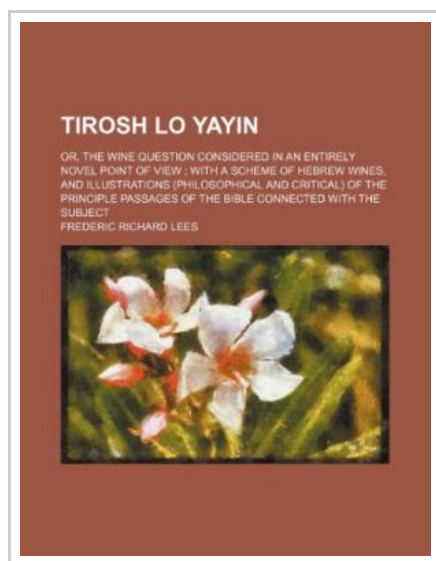 TIROSH LO YAYIN
OR, THE WINE QUESTION CONSIDERED IN AN ENTIRELY
NOVEL POINT OF VIEW ; WITH A SCHEME OF HEBREW WINES,
AND ILLUSTRATIONS (PHILOSOPHICAL AND CRITICAL) OF THE
PRINCIPLE PASSAGES OF THE BIBLE CONNECTED WITH THE
SUBJECT
FREDERIC RICHARD LEES